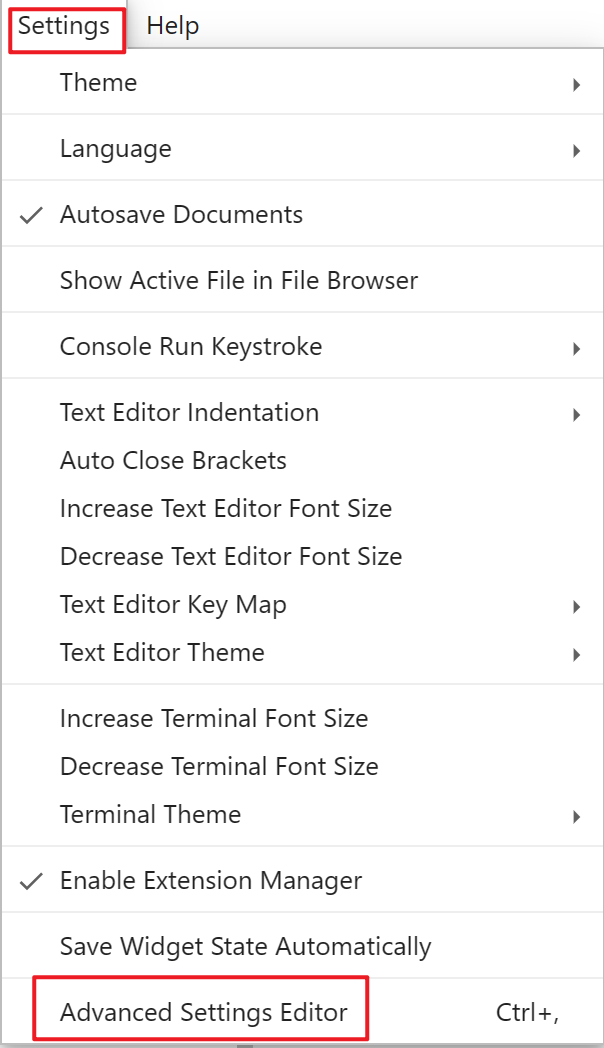 Settings Help
Theme
Language
Autosave Documents
Show Active File in File Browser
Console Run Keystroke
Text Editor Indentation
Auto Close Brackets
Increase Text Editor Font Size
Decrease Text Editor Font Size
Text Editor Key Map
Text Editor Theme
Increase Terminal Font Size
Decrease Terminal Font Size
Terminal Theme
Enable Extension Manager
Save Widget State Automatically
Advanced Settings Editor Ctrl+,